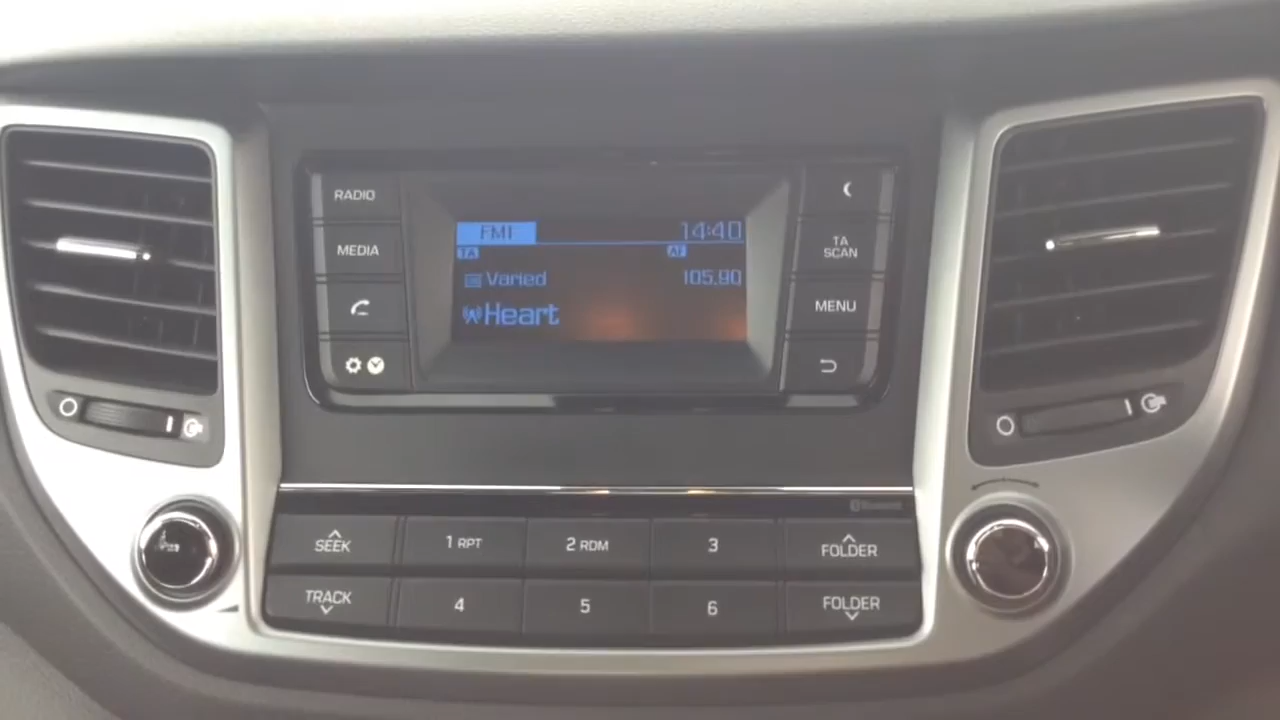 RADIO
MEDIA
FM1
14:40
TA
AF
Varied
105.90
Heart
TA
SCAN
MENU
Bluetooth
SEEK
1 RPT
2 RDM
3
FOLDER
TRACK
4
5
6
FOLDER